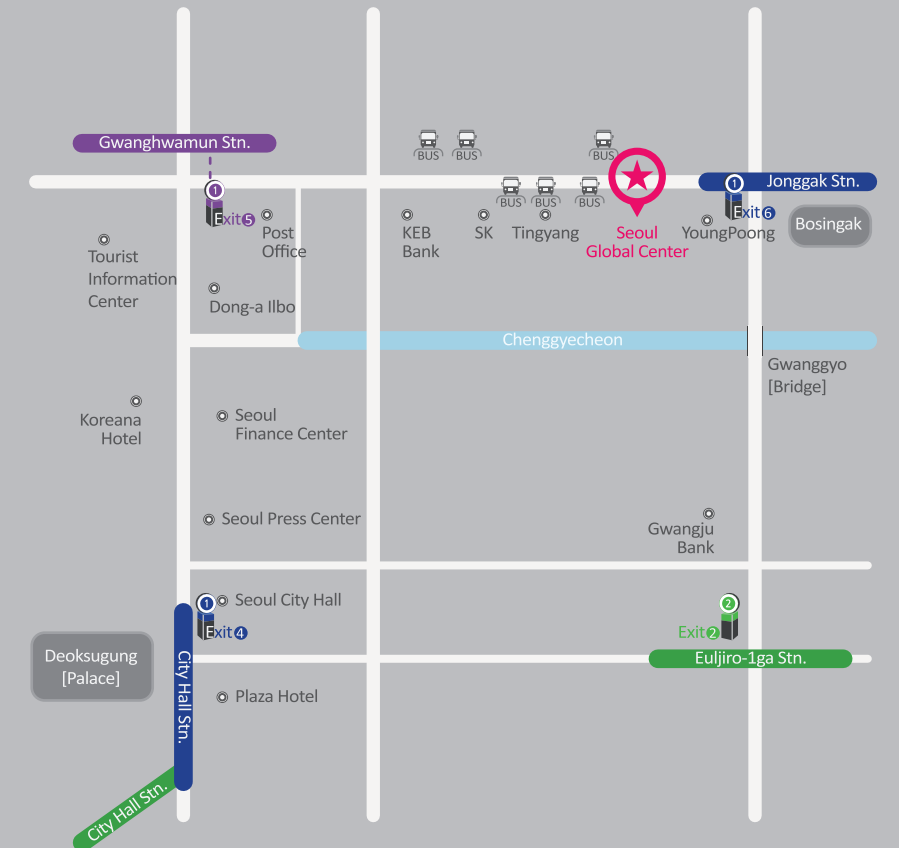 Gwanghwamun Stn.
BUS
BUS
BUS
1
Exit 5
BUS
BUS
BUS
1
Jonggak Stn.
Exit 6
Bosingak
Tourist
Information
Center
Post
Office
KEB
Bank
SK
Tingyang
Seoul
Global Center
YoungPoong
Dong-a Ilbo
Chenggyecheon
Gwanggyo
[Bridge]
Koreana
Hotel
Seoul
Finance Center
Seoul Press Center
Gwangju
Bank
1
Seoul City Hall
Exit 4
2
Exit 2
Deoksugung
[Palace]
City Hall Stn.
Euljiro-1ga Stn.
Plaza Hotel
City Hall Stn.